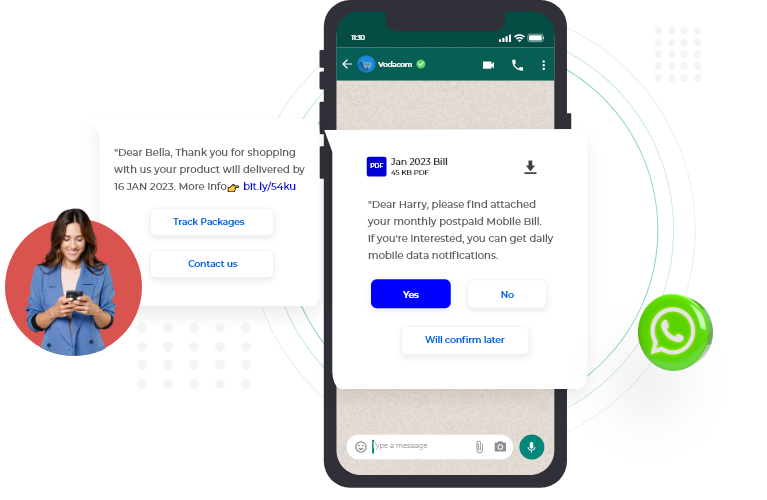 11:30
Vodacom
"Dear Bella, Thank you for shopping
with us your product will delivered by
16 JAN 2023. More Info👉 bit.ly/54ku
Track Packages
Contact us
PDF
Jan 2023 Bill
45 KB PDF
"Dear Harry, please find attached
your monthly postpaid Mobile Bill.
If you're interested, you can get daily
mobile data notifications.
Yes
No
Will confirm later
Type a message